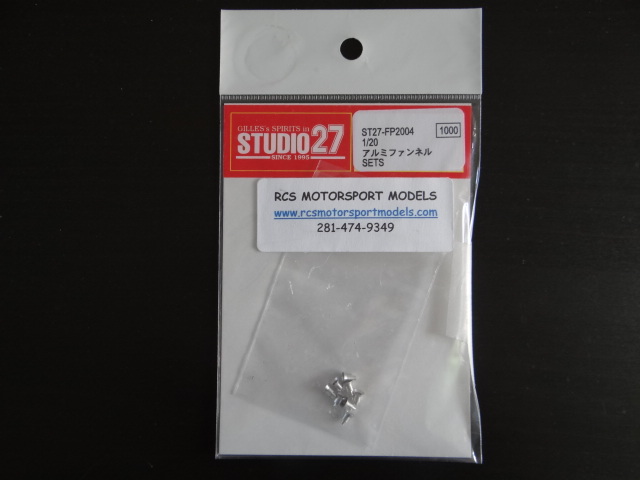 GILLES's SPIRITS in
STUDIO27
SINCE 1995
ST27-FP2004
1000
1/20
アルミファンネル
SETS
RCS MOTORSPORT MODELS
www.rcsmotorsportmodels.com
281-474-9349